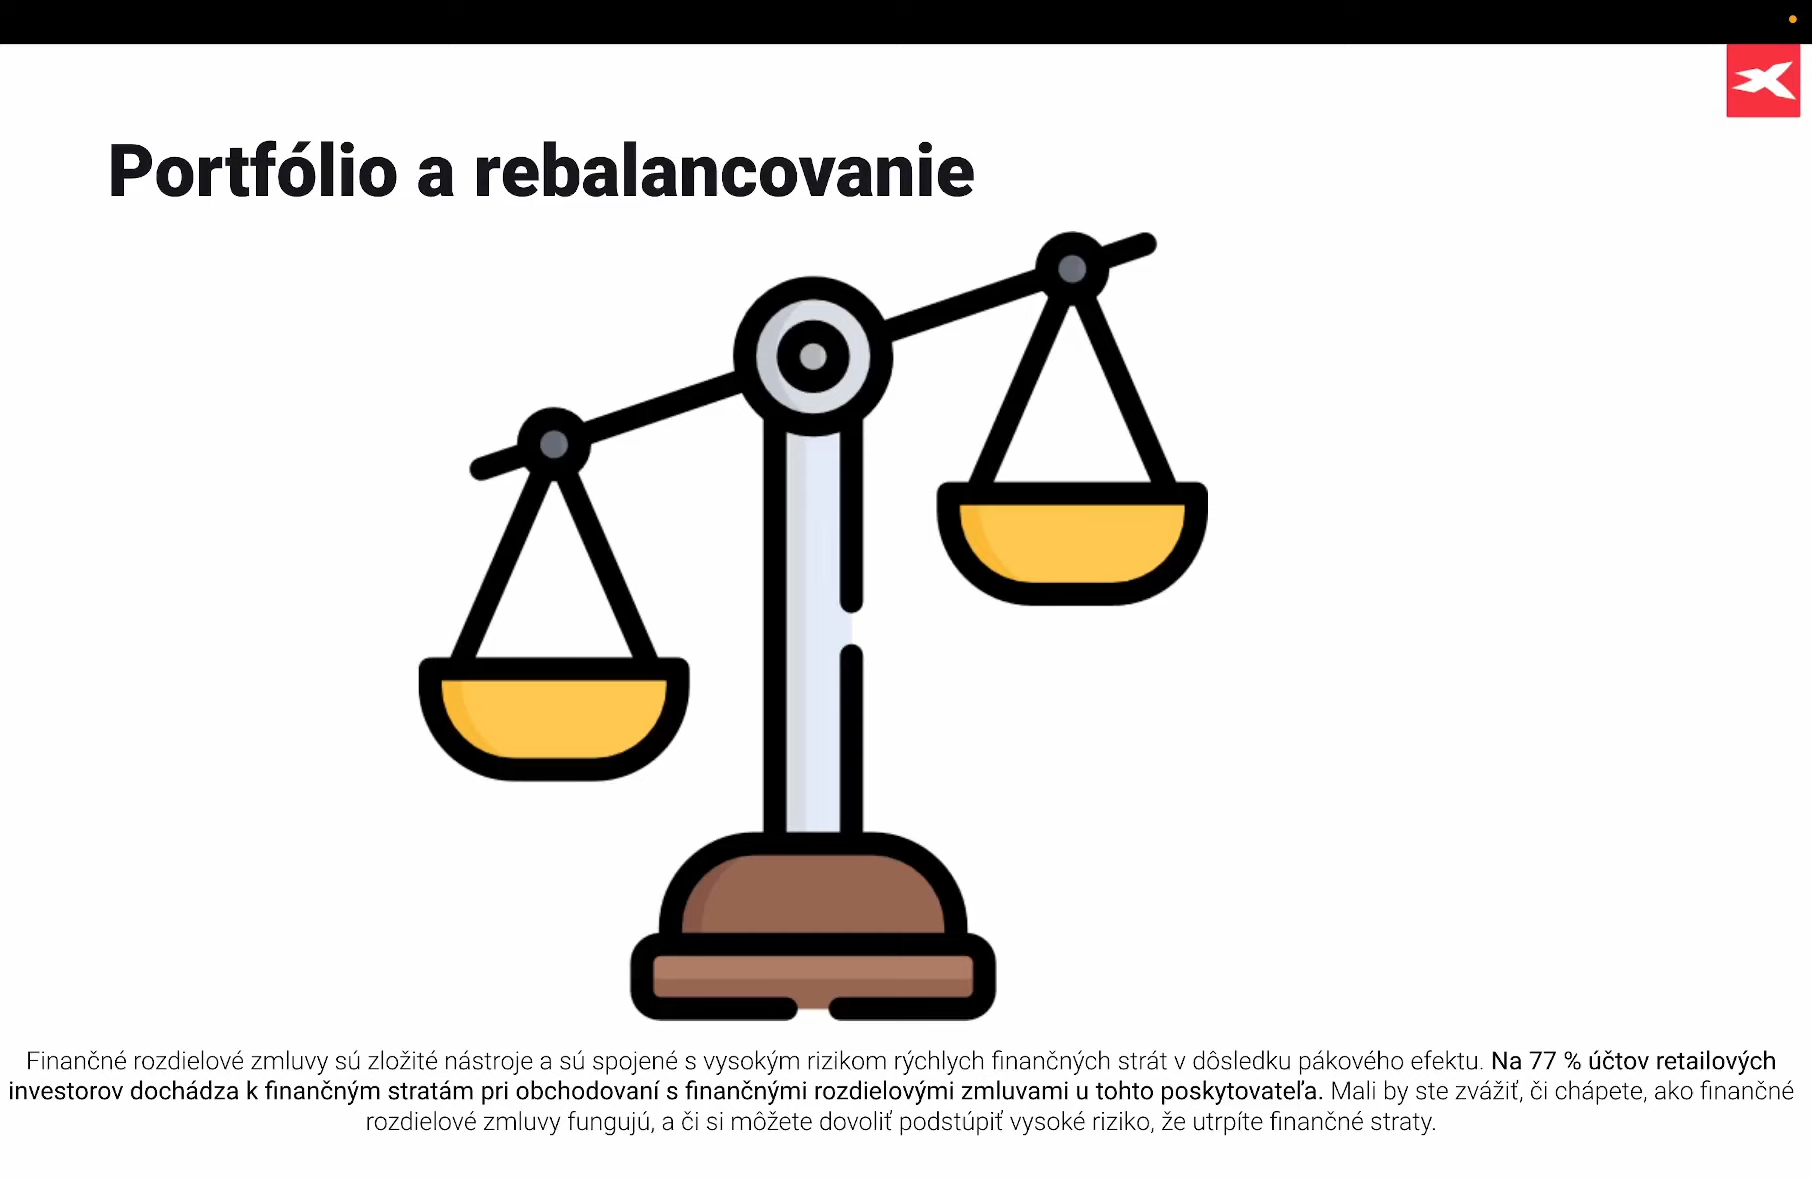 Portfólio a rebalancovanie
Finančné rozdielové zmluvy sú zložité nástroje a sú spojené s vysokým rizikom rýchlych finančných strát v dôsledku pákového efektu. Na 77 % účtov retailových
investorov dochádza k finančným stratám pri obchodovaní s finančnými rozdielovými zmluvami u tohto poskytovateľa. Mali by ste zvážiť, či chápete, ako finančné
rozdielové zmluvy fungujú, a či si môžete dovoliť podstúpiť vysoké riziko, že utrpíte finančné straty.